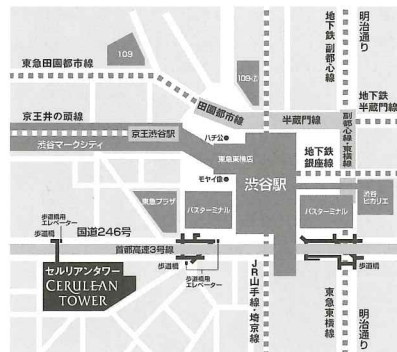 地下鉄 副都心線
明治通り
109
東急田園都市線
109-②
地下鉄
半蔵門線
田園都市線
半蔵門線
京王井の頭線
京王渋谷駅
ハチ公
副都心線・東横線
渋谷マークシティ
東急東横店
地下鉄
銀座線
モヤイ像
渋谷駅
渋谷
ヒカリエ
東急プラザ
バスターミナル
バスターミナル
歩道橋用
エレベーター
歩道橋
国道246号
首都高速3号線
歩道橋
歩道橋
セルリアンタワー
CERULEAN
TOWER
歩道橋用
エレベーター
JR山手線・埼京線
東急東横線
明治通り